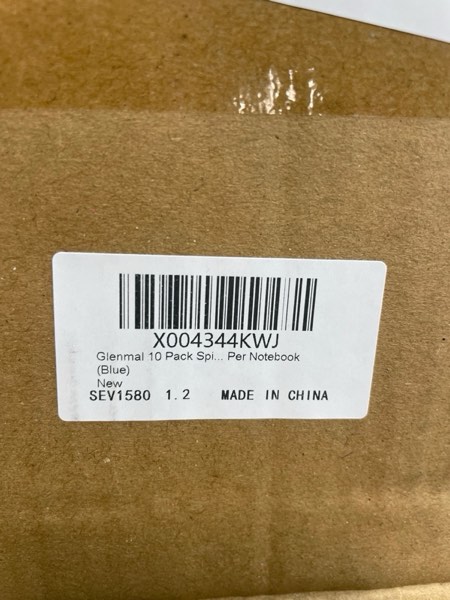 X004344KWJ
Glenmal 10 Pack Spi... Per Notebook
(Blue)
New
SEV1580 1.2 MADE IN CHINA